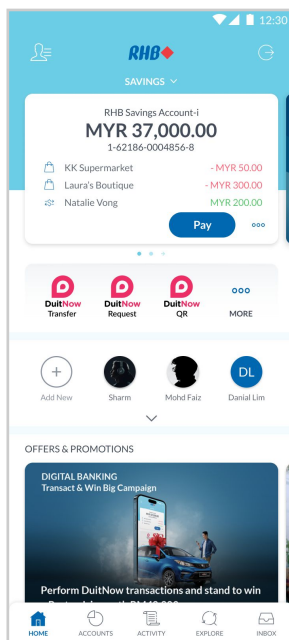 12:30
RHB
SAVINGS
RHB Savings Account-i
MYR 37,000.00
1-62186-0004856-8
KK Supermarket - MYR 50.00
Laura's Boutique - MYR 300.00
Natalie Vong MYR 200.00
Pay
DuitNow DuitNow DuitNow
Transfer Request QR MORE
DL
Add New Sharm Mohd Faiz Danial Lim
OFFERS & PROMOTIONS
DIGITAL BANKING
Transact & Win Big Campaign
Perform DuitNow transactions and stand to win
HOME ACCOUNTS ACTIVITY EXPLORE INBOX